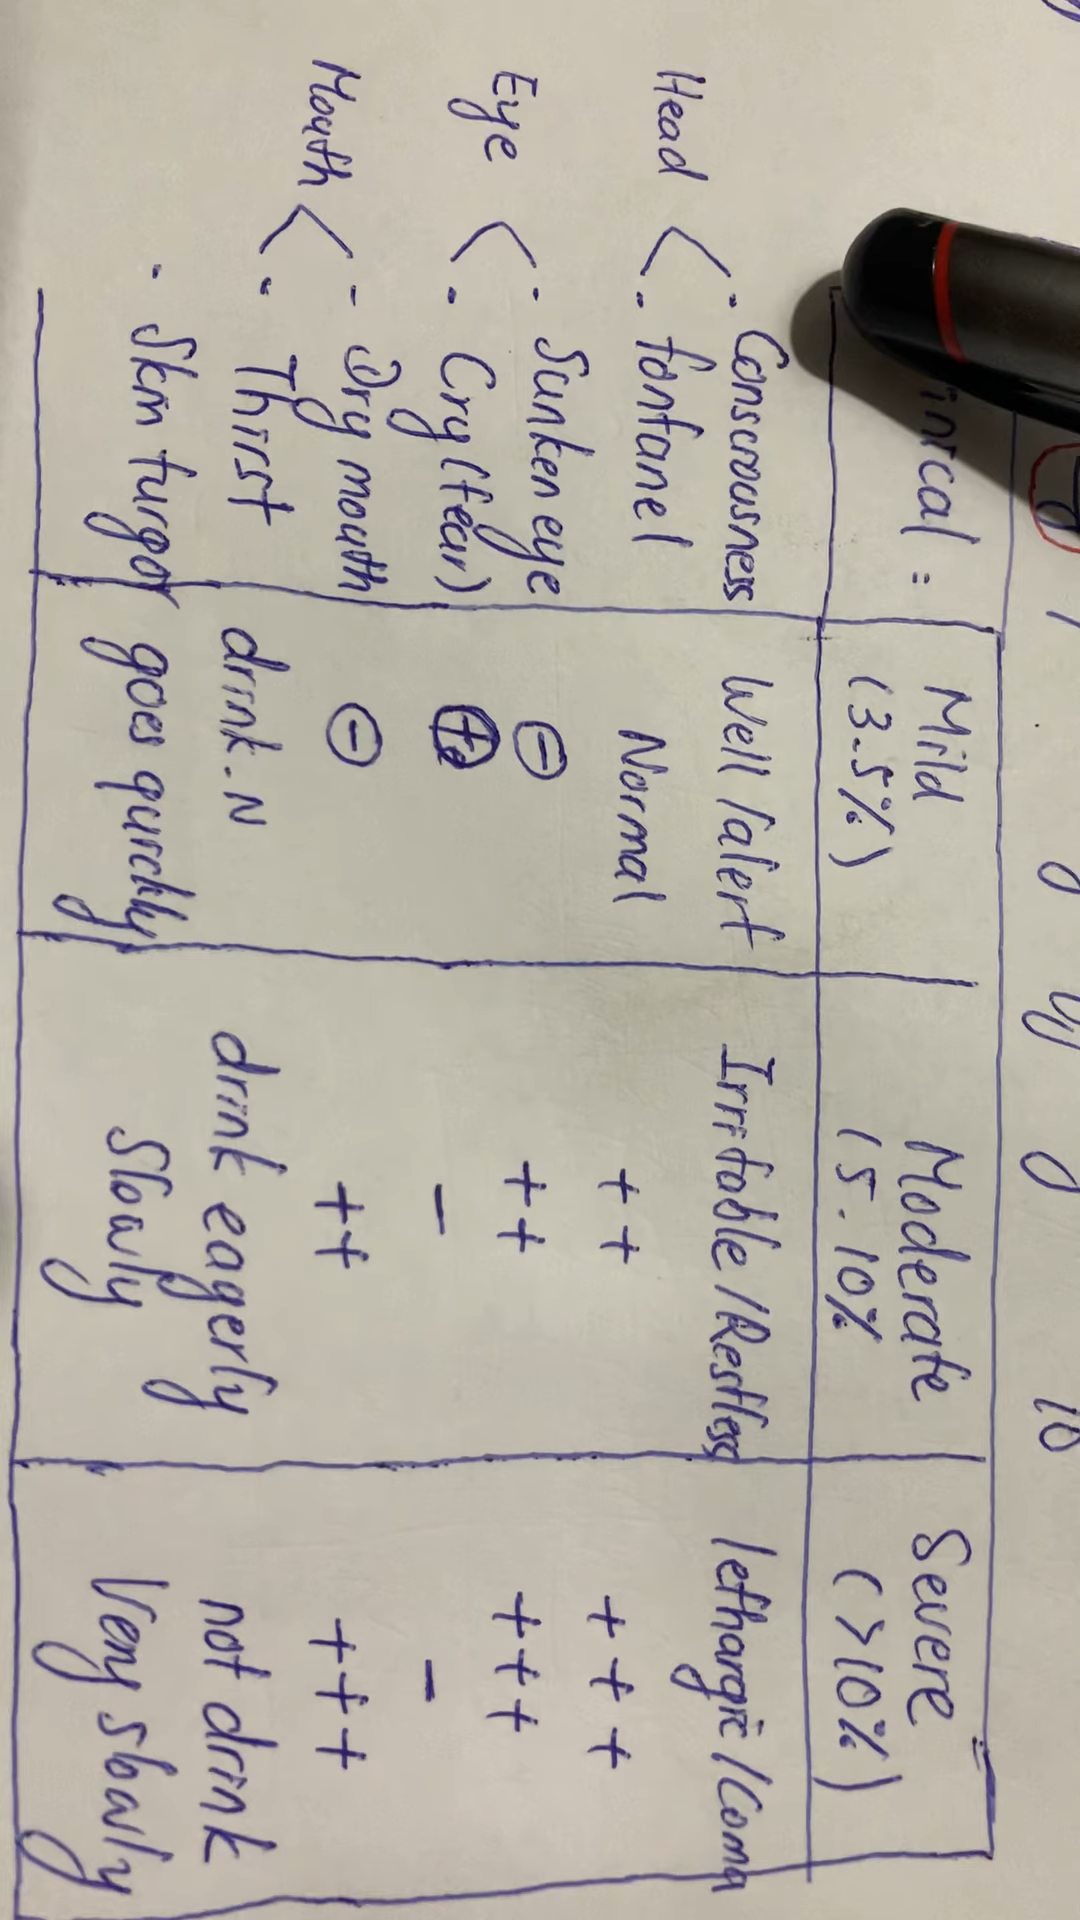 inical : Mild Moderate Severe
(3.5%) (5.10% (>10%)
Head < . Consciousness Well /alert Irritable /Restless lethargic /Coma
. fontanel Normal ++ +++
Eye < . Sunken eye ⊖ ++ +++
. Cry (tear) ⊕ - -
Mouth < - Dry mouth ⊖ ++ +++
. Thirst drink.N drink eagerly not drink
. Skin turgor goes quickly Slowly Very slowly